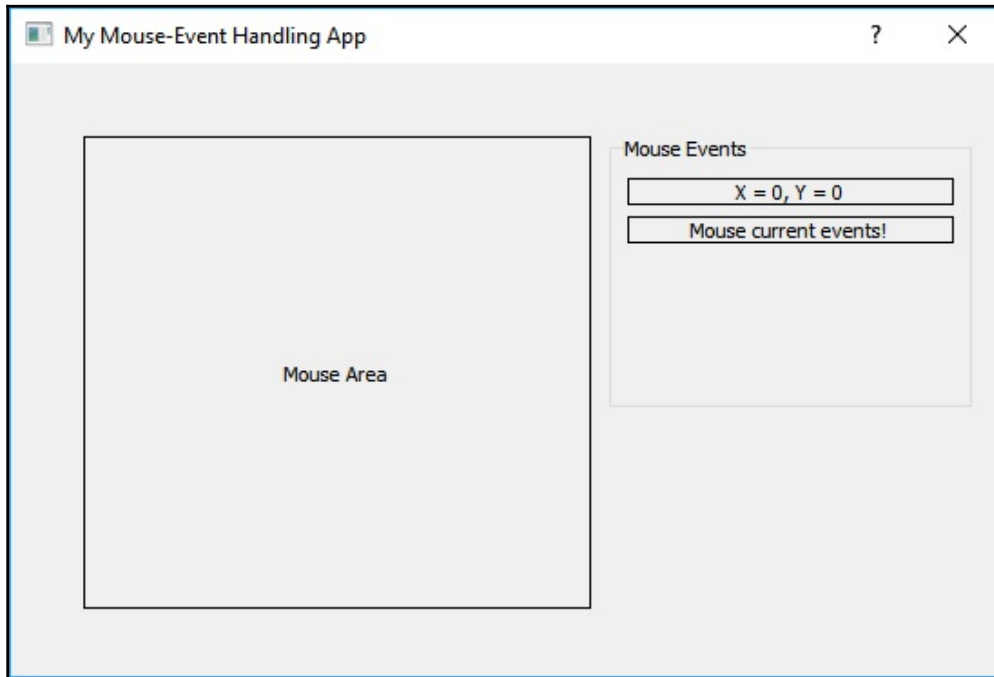 My Mouse-Event Handling App
?
Mouse Events
X = 0, Y = 0
Mouse current events!
Mouse Area